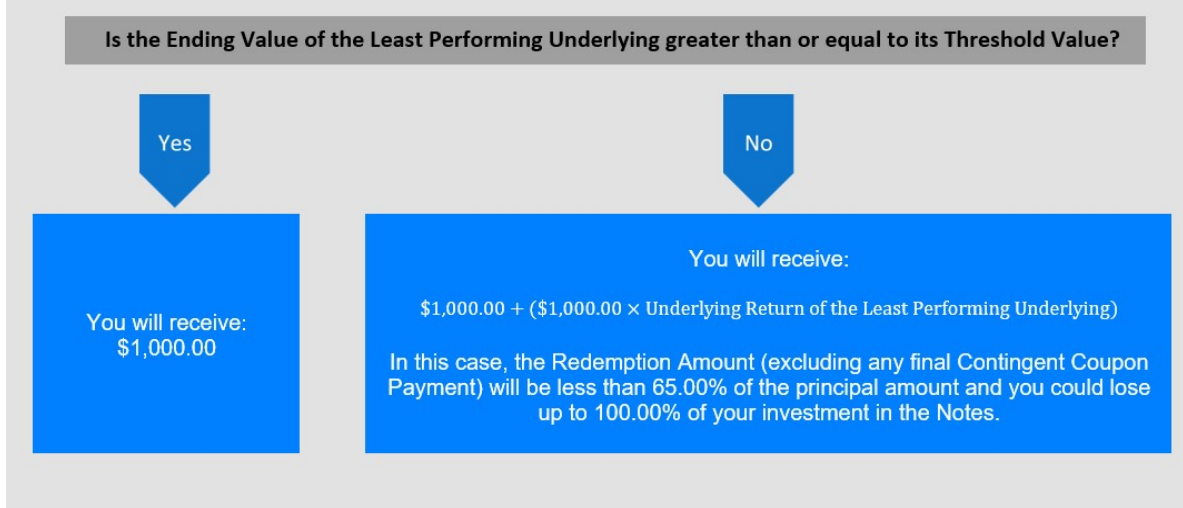 Is the Ending Value of the Least Performing Underlying greater than or equal to its Threshold Value?
Yes
No
You will receive:
$1,000.00
You will receive:
$1,000.00 + ($1,000.00 × Underlying Return of the Least Performing Underlying)
In this case, the Redemption Amount (excluding any final Contingent Coupon
Payment) will be less than 65.00% of the principal amount and you could lose
up to 100.00% of your investment in the Notes.